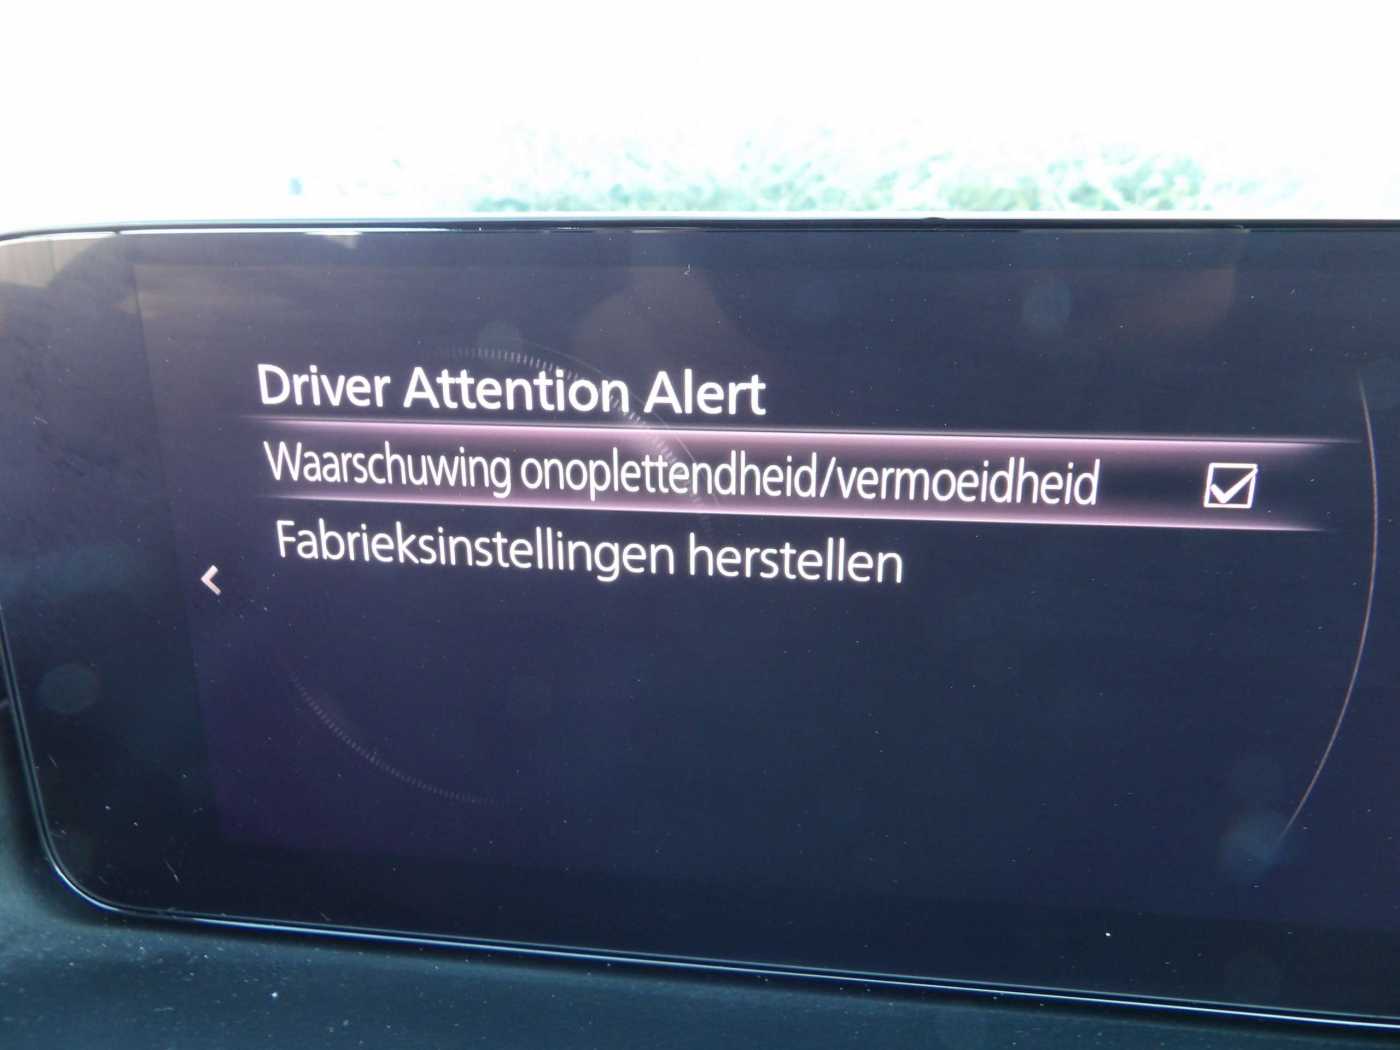 Driver Attention Alert
Waarschuwing onoplettendheid/vermoeidheid
Fabrieksinstellingen herstellen